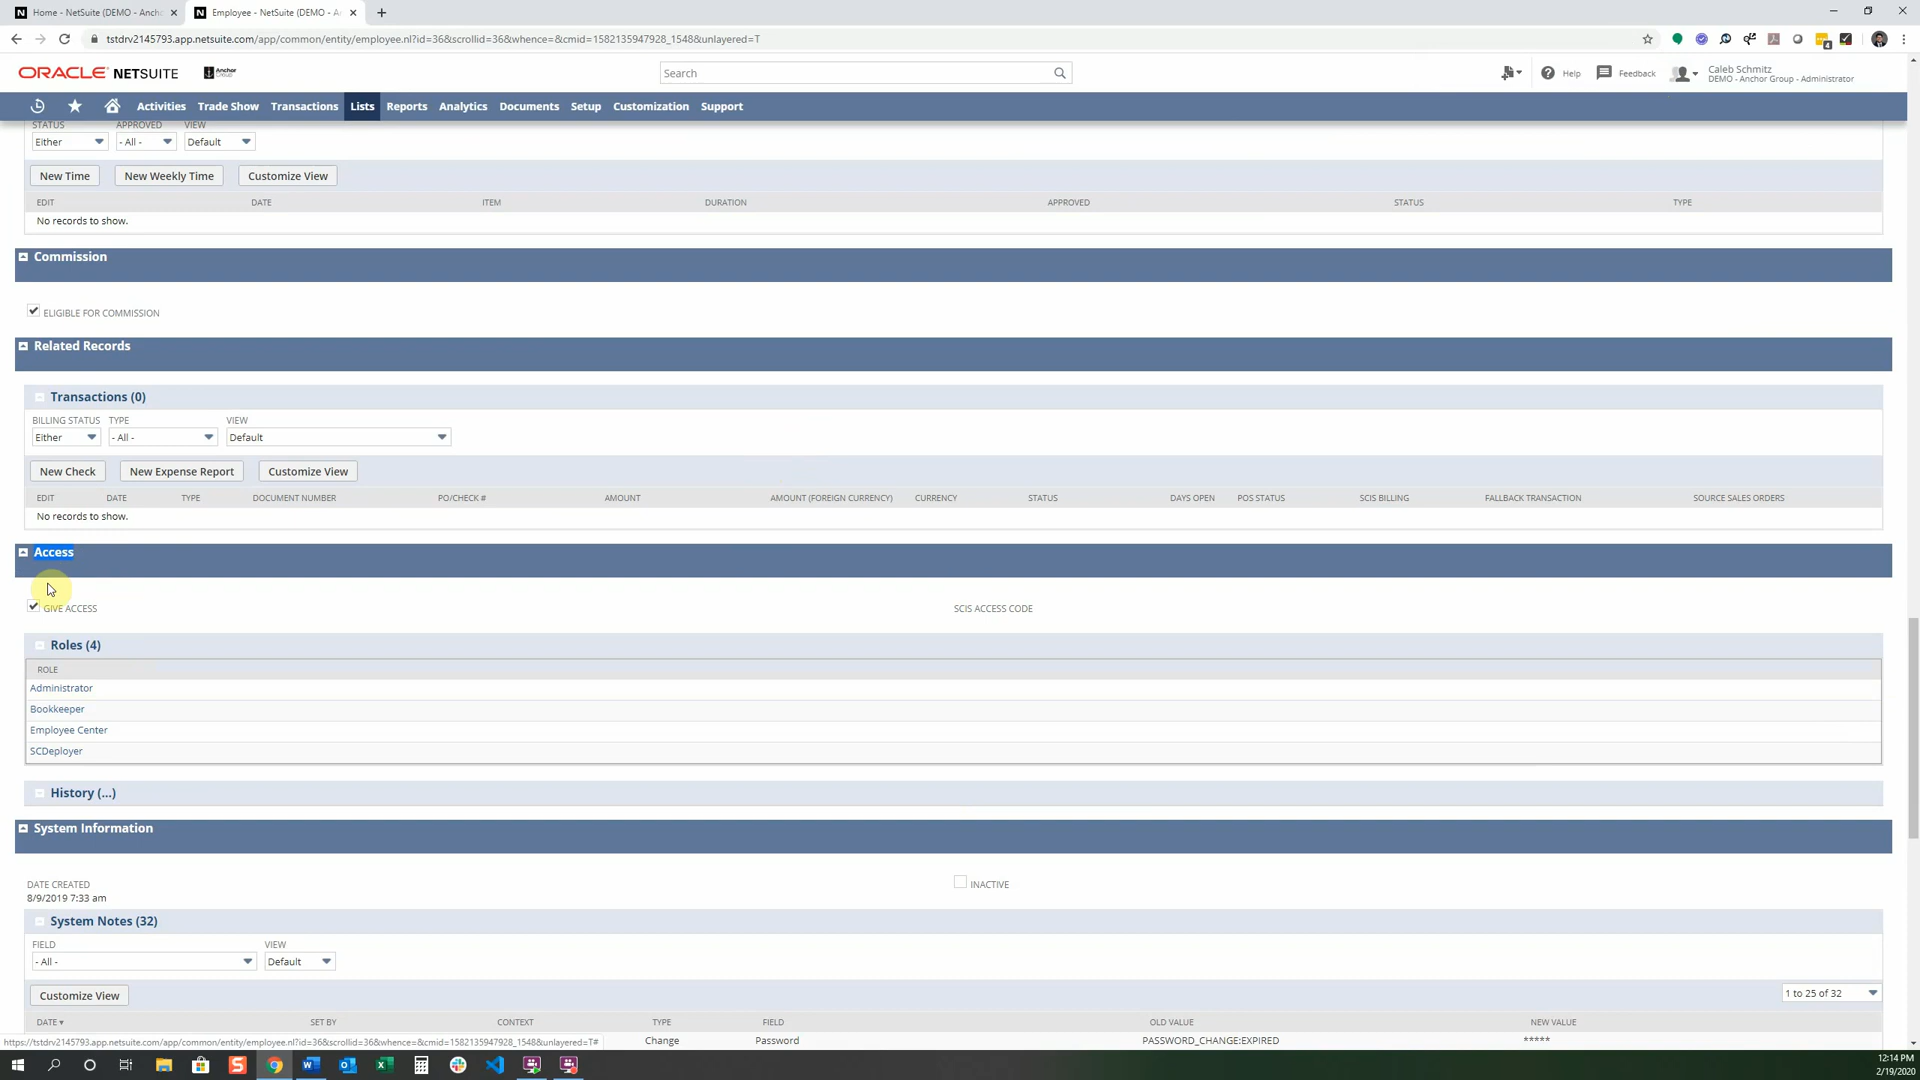 Home - NetSuite (DEMO - Anch
Employee - NetSuite (DEMO - A
tstdrv2145793.app.netsuite.com/app/common/entity/employee.nl?id=36&scrollid=36&whence=&cmid=1582135947928_1548&unlayered=T
ORACLE NETSUITE Anchor Group
Search
Help
Feedback
Caleb Schmitz
DEMO - Anchor Group - Administrator
Activities Trade Show Transactions Lists Reports Analytics Documents Setup Customization Support
STATUS APPROVED VIEW
Either - All - Default
New Time New Weekly Time Customize View
EDIT DATE ITEM DURATION APPROVED STATUS TYPE
No records to show.
Commission
ELIGIBLE FOR COMMISSION
Related Records
Transactions (0)
BILLING STATUS TYPE VIEW
Either - All - Default
New Check New Expense Report Customize View
EDIT DATE TYPE DOCUMENT NUMBER PO/CHECK # AMOUNT AMOUNT (FOREIGN CURRENCY) CURRENCY STATUS DAYS OPEN POS STATUS SCIS BILLING FALLBACK TRANSACTION SOURCE SALES ORDERS
No records to show.
Access
GIVE ACCESS SCIS ACCESS CODE
Roles (4)
ROLE
Administrator
Bookkeeper
Employee Center
SCDeployer
History (...)
System Information
DATE CREATED INACTIVE
8/9/2019 7:33 am
System Notes (32)
FIELD VIEW
- All - Default
Customize View 1 to 25 of 32
DATE SET BY CONTEXT TYPE FIELD OLD VALUE NEW VALUE
https://tstdrv2145793.app.netsuite.com/app/common/entity/employee.nl?id=36&scrollid=36&whence=&cmid=1582135947928_1548&unlayered=T#
Change Password PASSWORD_CHANGE:EXPIRED *****
12:14 PM
2/19/2020